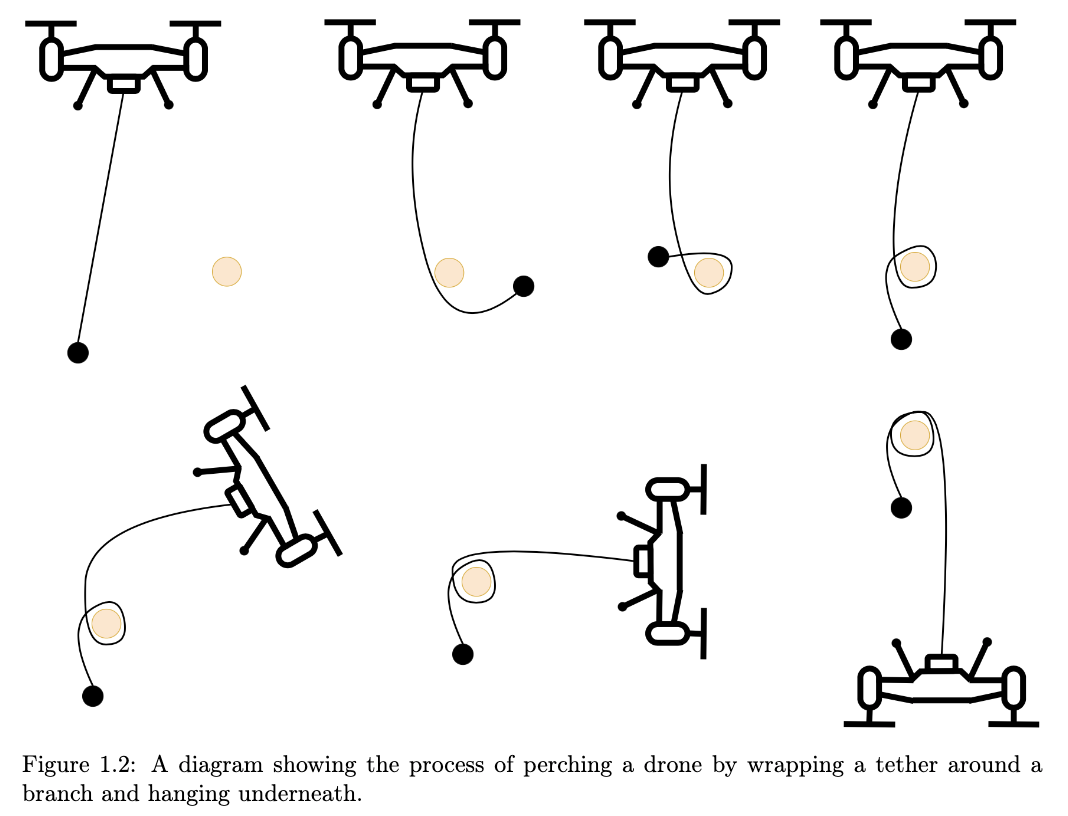 Figure 1.2: A diagram showing the process of perching a drone by wrapping a tether around a
branch and hanging underneath.